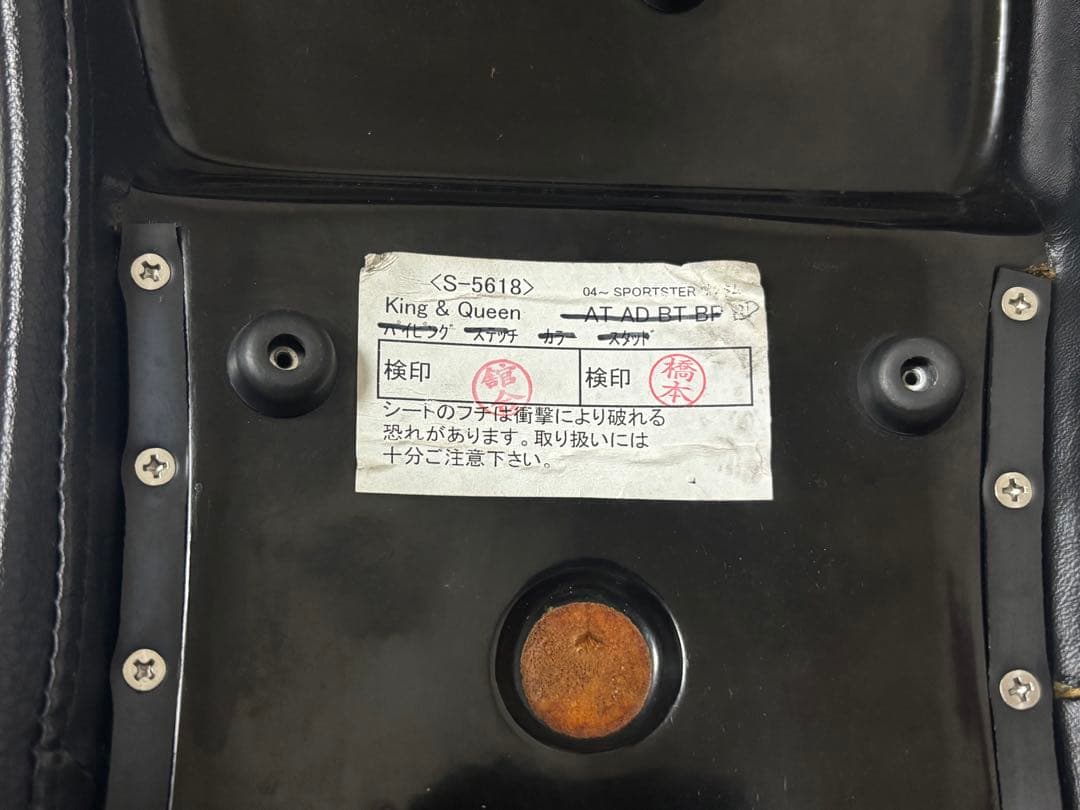 〈S-5618〉 04～ SPORTSTER
King & Queen AT AD BT BF
パイピング ステッチ カラー スタッド
検印 検印 橋本
シートのフチは衝撃により破れる
恐れがあります。取り扱いには
十分ご注意下さい。